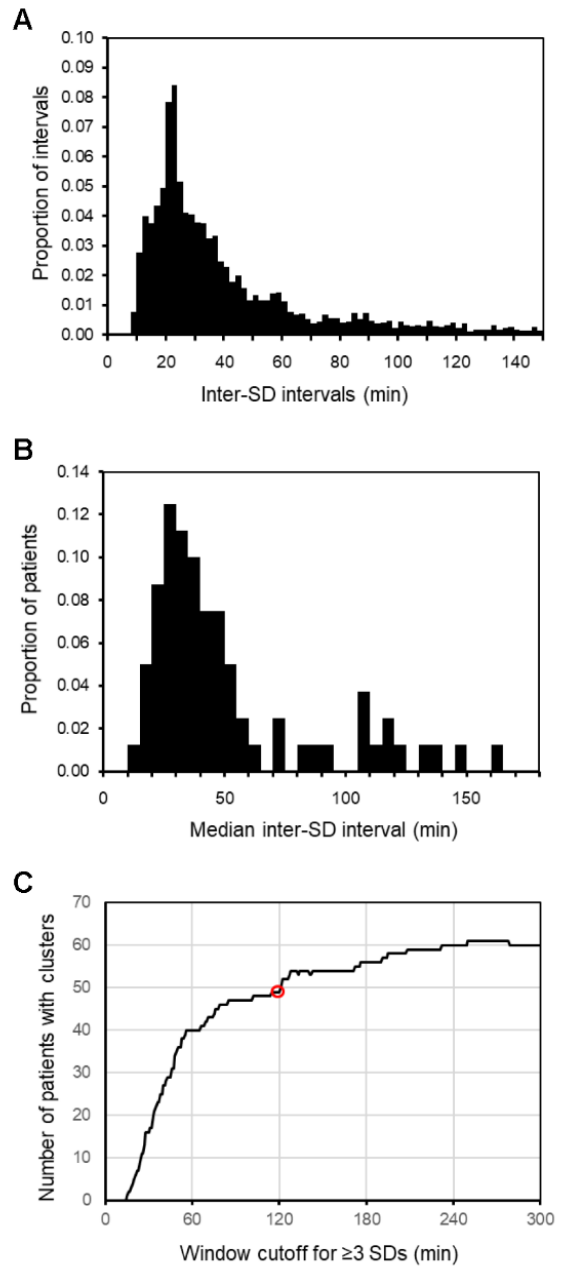 A
Proportion of intervals
0.10
0.09
0.08
0.07
0.06
0.05
0.04
0.03
0.02
0.01
0.00
0 20 40 60 80 100 120 140
Inter-SD intervals (min)
B
Proportion of patients
0.14
0.12
0.10
0.08
0.06
0.04
0.02
0.00
0 50 100 150
Median inter-SD interval (min)
C
Number of patients with clusters
70
60
50
40
30
20
10
0
0 60 120 180 240 300
Window cutoff for ≥3 SDs (min)